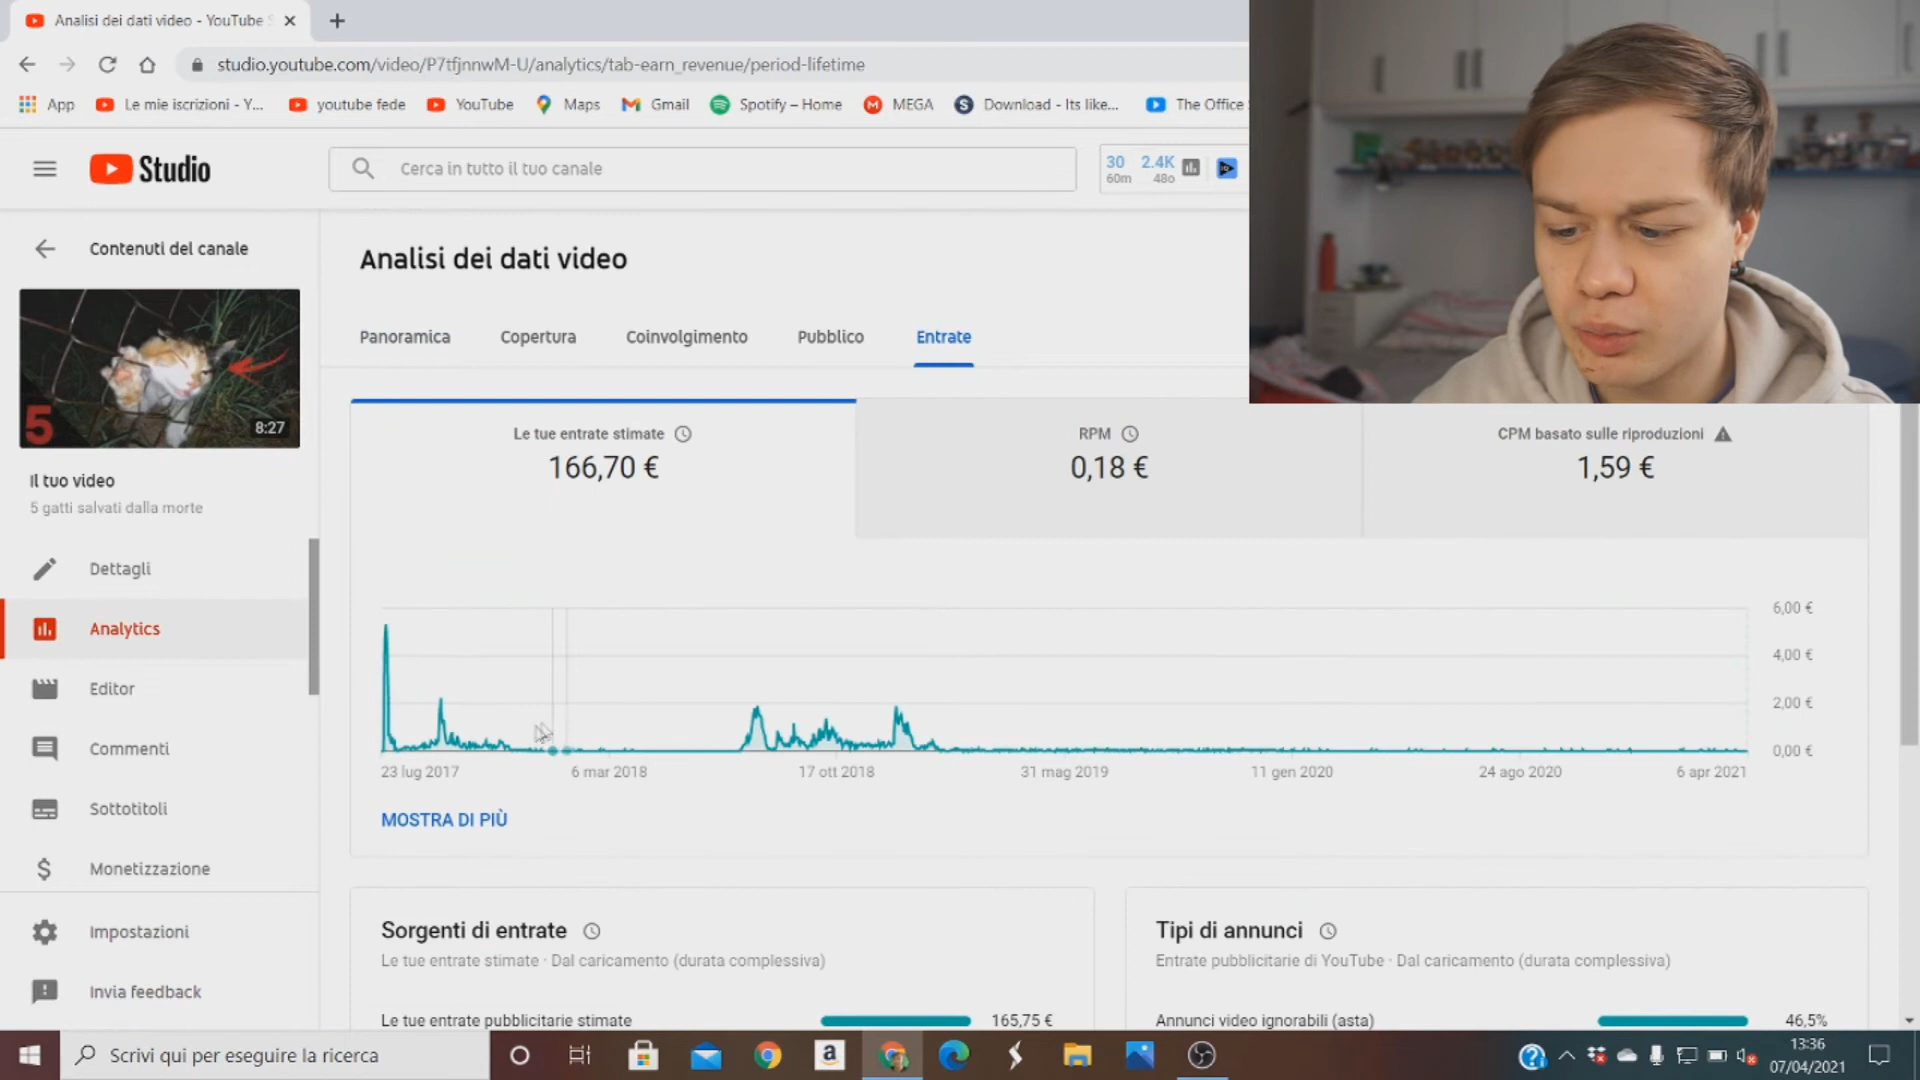 Analisi dei dati video - YouTube S
studio.youtube.com/video/P7tfjnnwM-U/analytics/tab-earn_revenue/period-lifetime
App
Le mie iscrizioni - Y...
youtube fede
YouTube
Maps
Gmail
Spotify – Home
MEGA
Download - Its like...
The Office
Studio
Cerca in tutto il tuo canale
30 2.4K
60m 48o
Contenuti del canale
Analisi dei dati video
Panoramica Copertura Coinvolgimento Pubblico Entrate
5
8:27
Il tuo video
5 gatti salvati dalla morte
Dettagli
Analytics
Editor
Commenti
Sottotitoli
Monetizzazione
Impostazioni
Invia feedback
Le tue entrate stimate
166,70 €
RPM
0,18 €
CPM basato sulle riproduzioni
1,59 €
6,00 €
4,00 €
2,00 €
0,00 €
23 lug 2017 6 mar 2018 17 ott 2018 31 mag 2019 11 gen 2020 24 ago 2020 6 apr 2021
MOSTRA DI PIÙ
Sorgenti di entrate
Le tue entrate stimate · Dal caricamento (durata complessiva)
Le tue entrate pubblicitarie stimate 165,75 €
Tipi di annunci
Entrate pubblicitarie di YouTube · Dal caricamento (durata complessiva)
Annunci video ignorabili (asta) 46,5%
Scrivi qui per eseguire la ricerca
13:36
07/04/2021